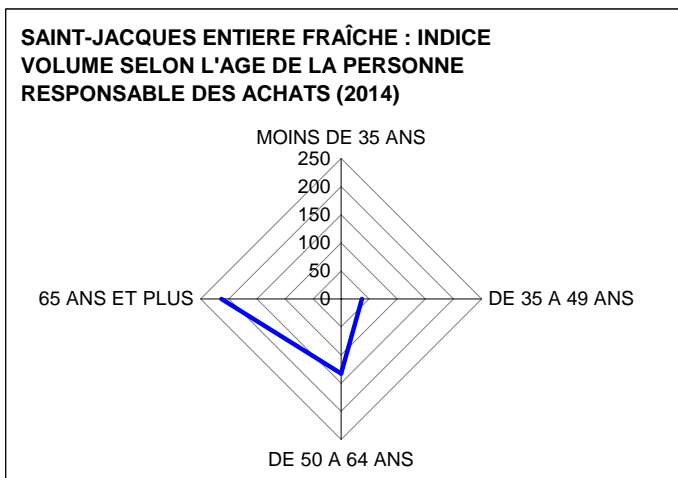 SAINT-JACQUES ENTIERE FRAÎCHE : INDICE
VOLUME SELON L'AGE DE LA PERSONNE
RESPONSABLE DES ACHATS (2014)
MOINS DE 35 ANS
250
200
150
100
50
0
65 ANS ET PLUS
DE 35 A 49 ANS
DE 50 A 64 ANS